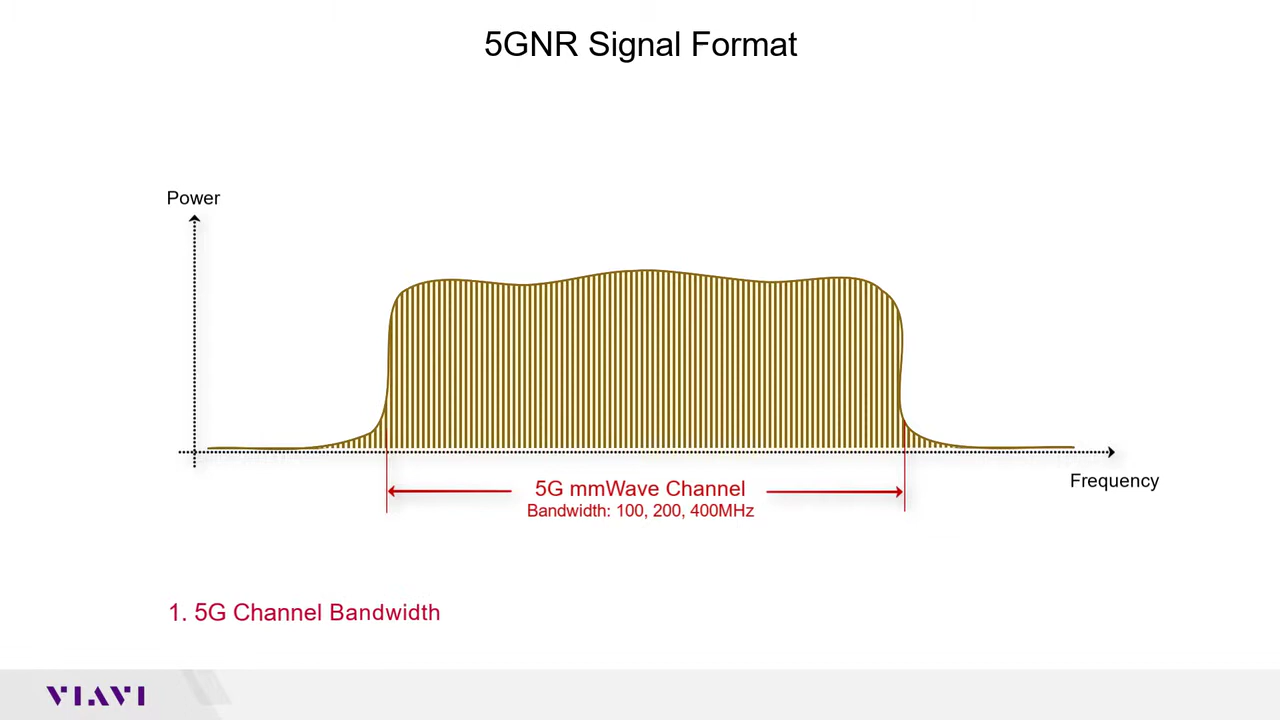 5GNR Signal Format
Power
Frequency
5G mmWave Channel
Bandwidth: 100, 200, 400MHz
1. 5G Channel Bandwidth
VIAVI